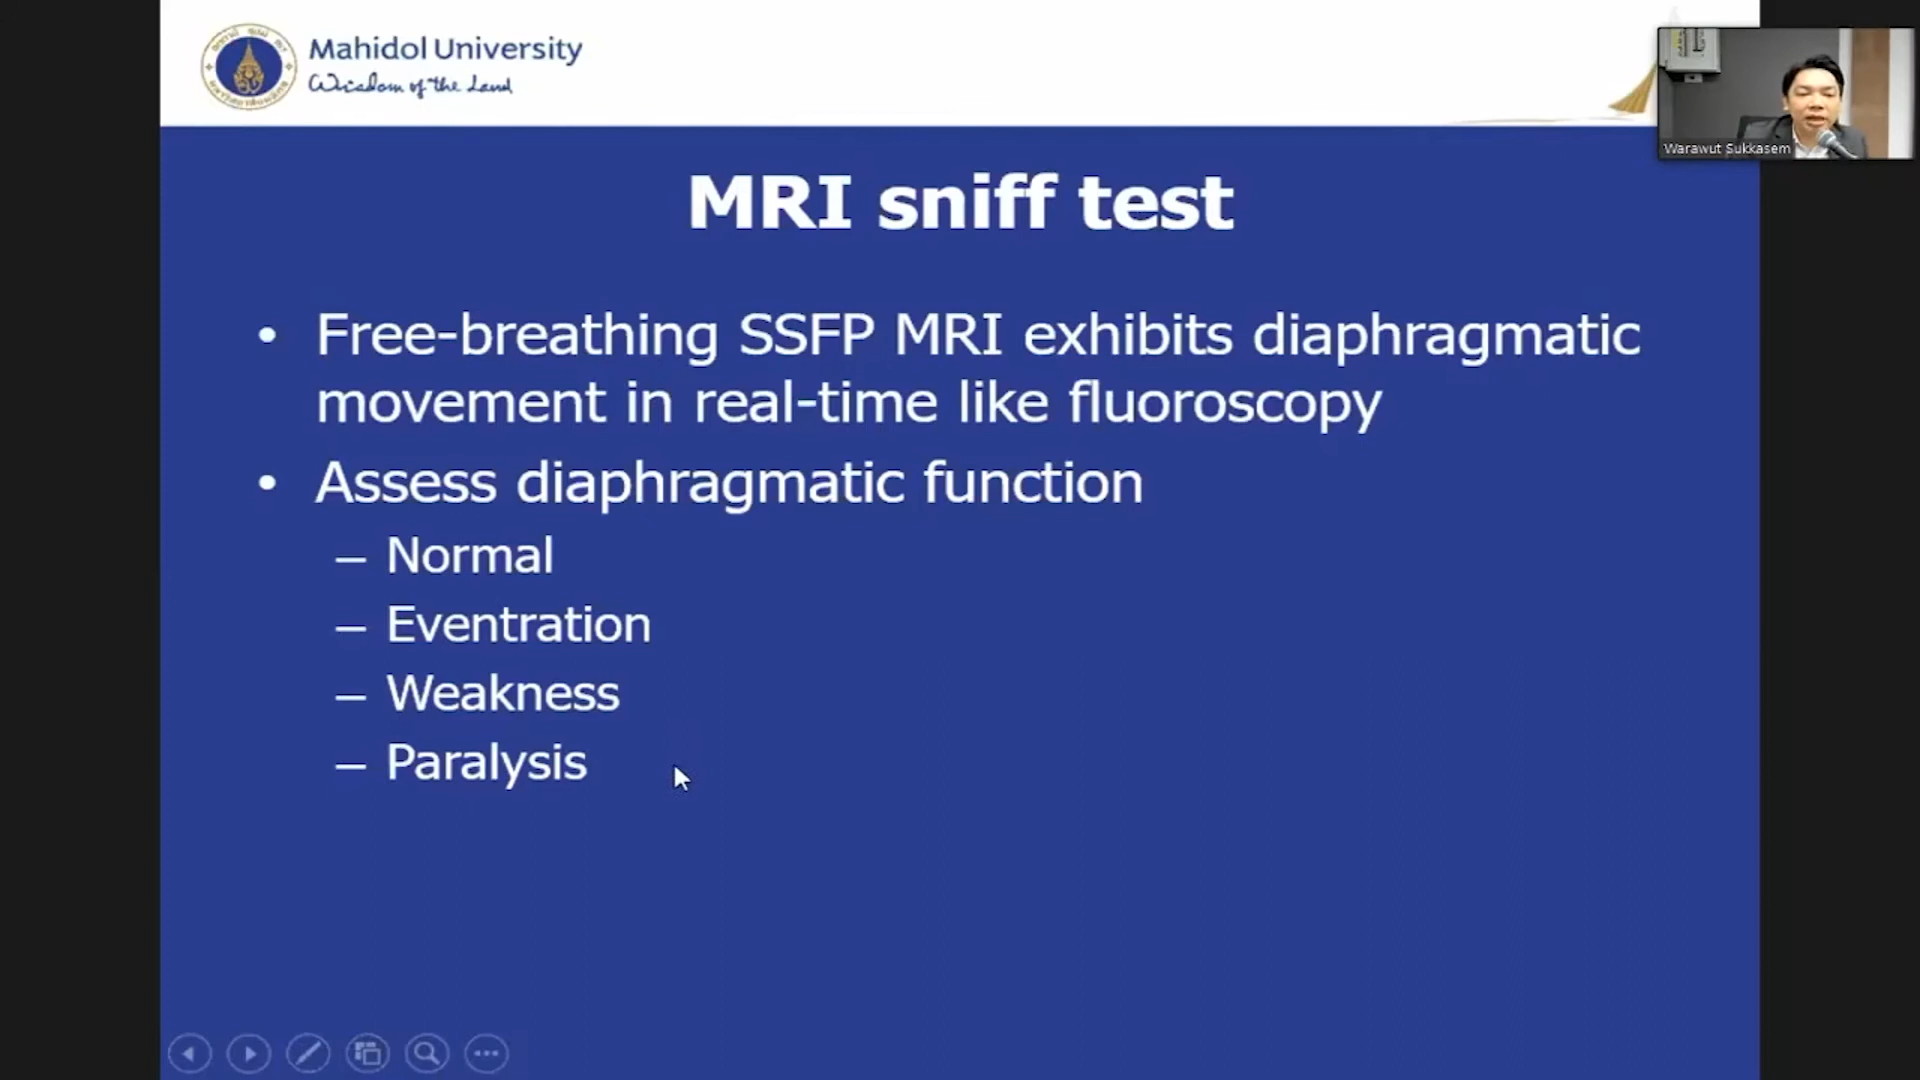 Mahidol University
Wisdom of the Land
Warawut Sukkasem
MRI sniff test
• Free-breathing SSFP MRI exhibits diaphragmatic
movement in real-time like fluoroscopy
• Assess diaphragmatic function
– Normal
– Eventration
– Weakness
– Paralysis